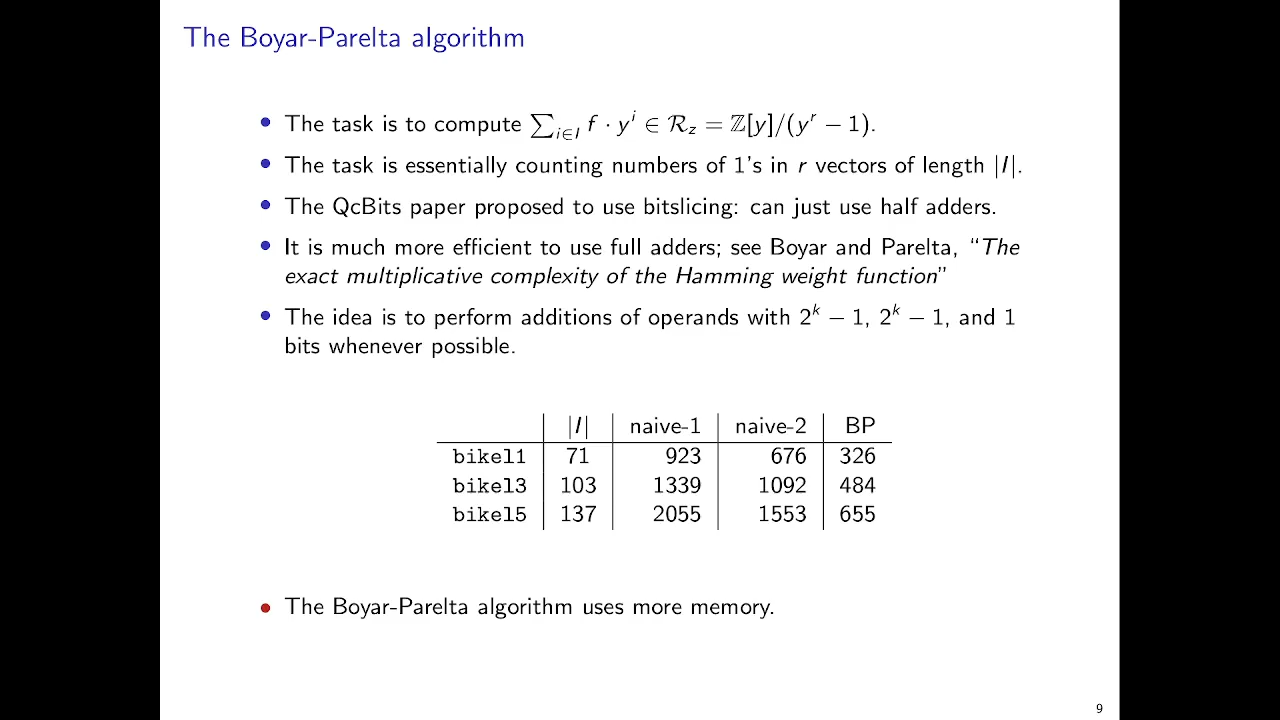 The Boyar-Parelta algorithm
• The task is to compute ∑_{i∈I} f · y^i ∈ R_z = ℤ[y]/(y^r − 1).
• The task is essentially counting numbers of 1's in r vectors of length |I|.
• The QcBits paper proposed to use bitslicing: can just use half adders.
• It is much more efficient to use full adders; see Boyar and Parelta, “The
exact multiplicative complexity of the Hamming weight function”
• The idea is to perform additions of operands with 2^k − 1, 2^k − 1, and 1
bits whenever possible.
|I| naive-1 naive-2 BP
bikel1 71 923 676 326
bikel3 103 1339 1092 484
bikel5 137 2055 1553 655
• The Boyar-Parelta algorithm uses more memory.
9